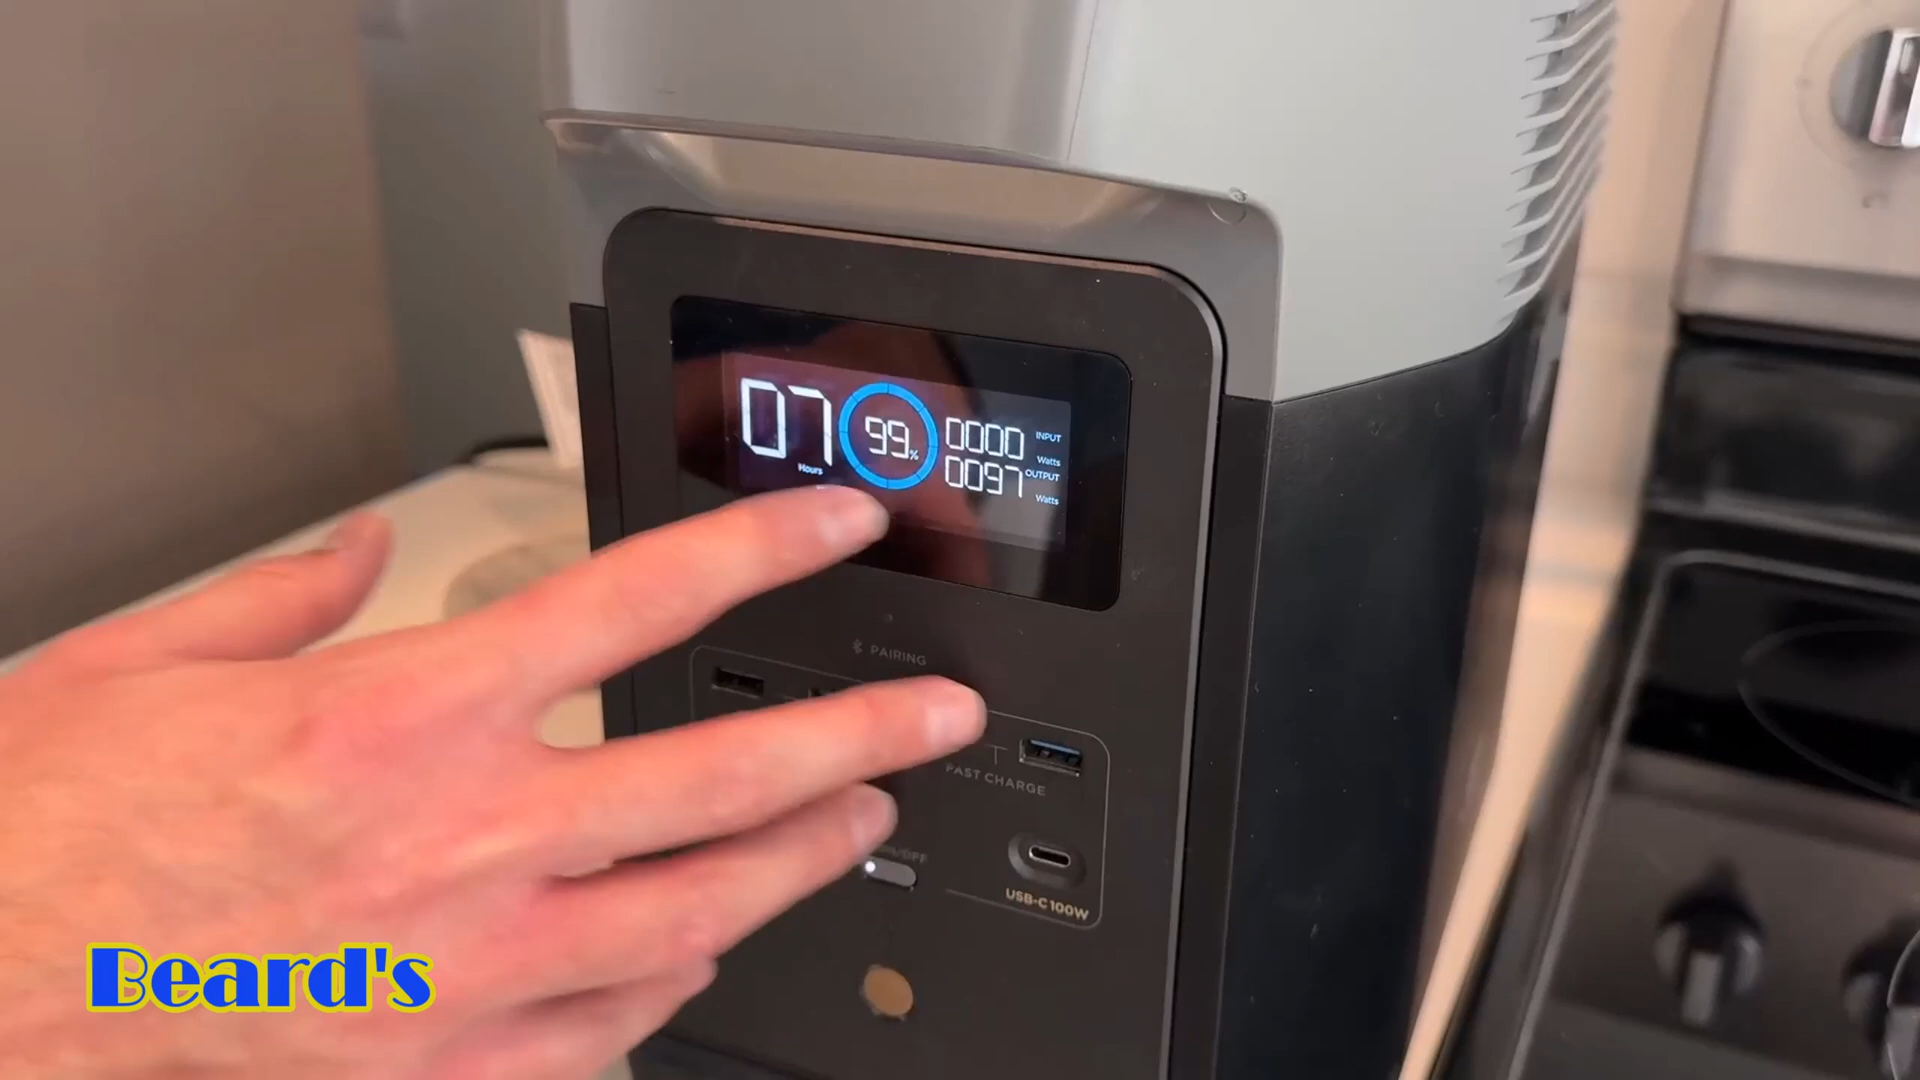 07
Hours
99%
0000 INPUT
Watts
0097 OUTPUT
Watts
PAIRING
FAST CHARGE
USB-C 100W
Beard's